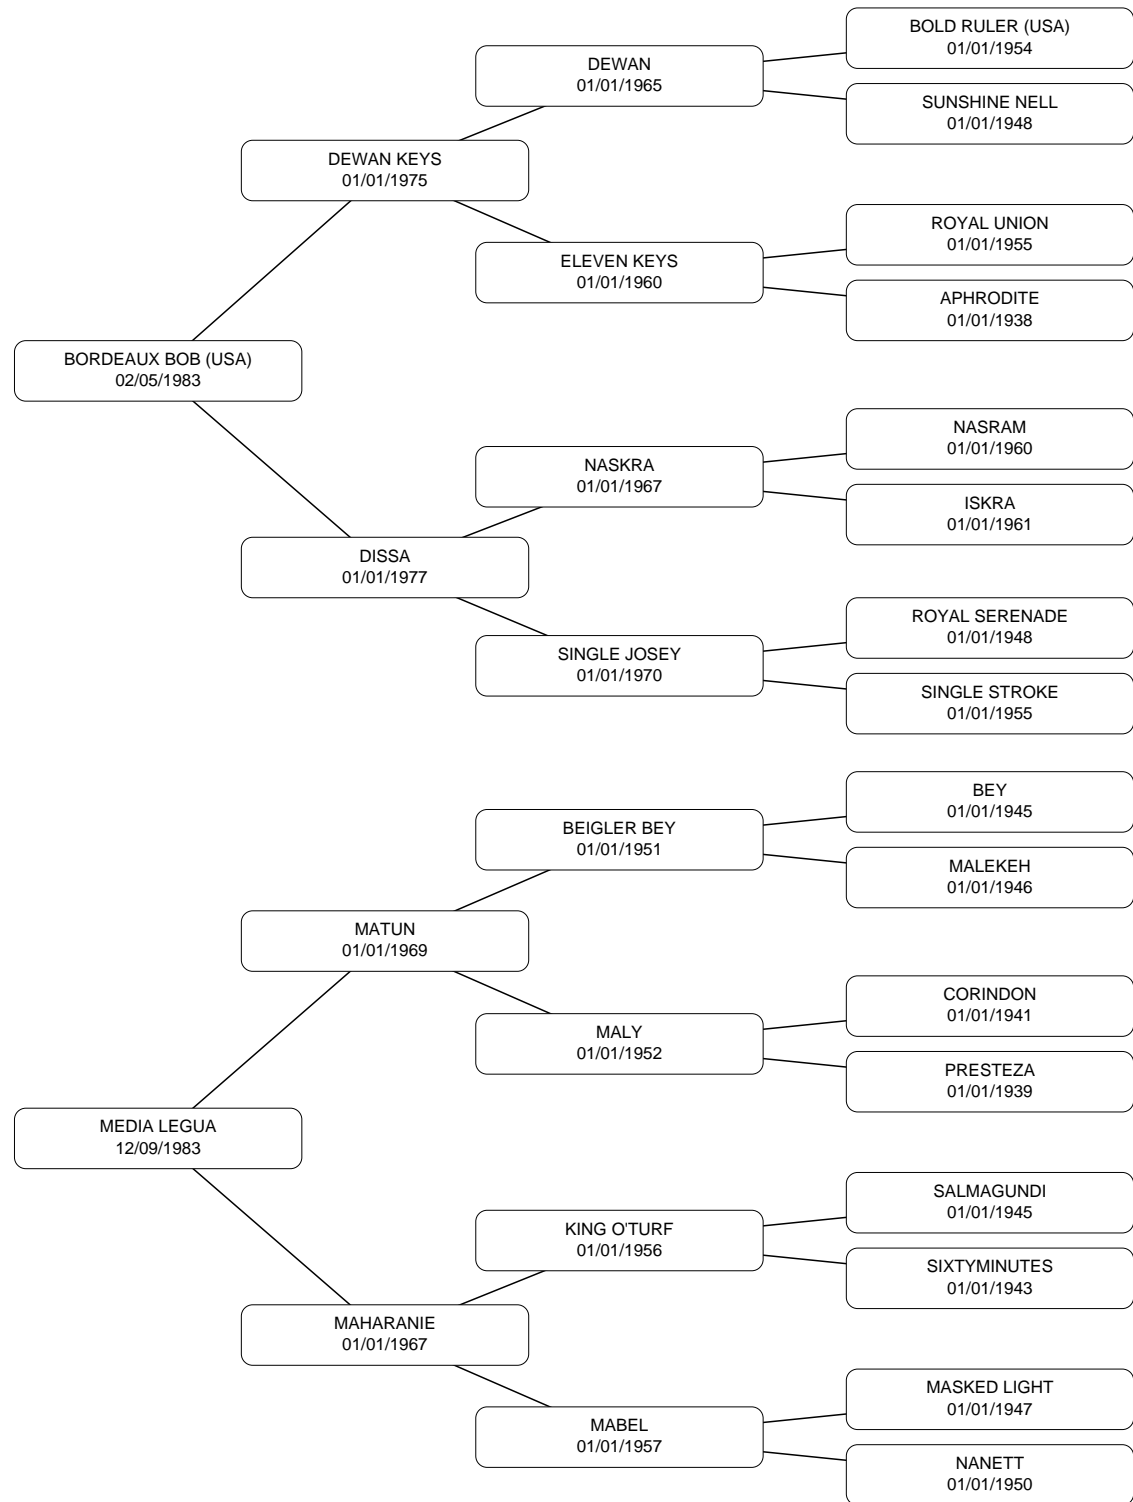 BOLD RULER (USA)
01/01/1954
DEWAN
01/01/1965
SUNSHINE NELL
01/01/1948
DEWAN KEYS
01/01/1975
ROYAL UNION
01/01/1955
ELEVEN KEYS
01/01/1960
APHRODITE
01/01/1938
BORDEAUX BOB (USA)
02/05/1983
NASRAM
01/01/1960
NASKRA
01/01/1967
ISKRA
01/01/1961
DISSA
01/01/1977
ROYAL SERENADE
01/01/1948
SINGLE JOSEY
01/01/1970
SINGLE STROKE
01/01/1955
BEY
01/01/1945
BEIGLER BEY
01/01/1951
MALEKEH
01/01/1946
MATUN
01/01/1969
CORINDON
01/01/1941
MALY
01/01/1952
PRESTEZA
01/01/1939
MEDIA LEGUA
12/09/1983
SALMAGUNDI
01/01/1945
KING O'TURF
01/01/1956
SIXTYMINUTES
01/01/1943
MAHARANIE
01/01/1967
MASKED LIGHT
01/01/1947
MABEL
01/01/1957
NANETT
01/01/1950